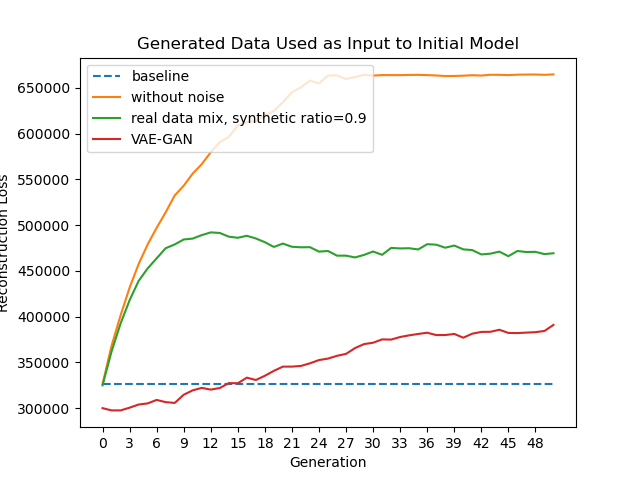 Generated Data Used as Input to Initial Model
baseline
without noise
real data mix, synthetic ratio=0.9
VAE-GAN
Reconstruction Loss
650000
600000
550000
500000
450000
400000
350000
300000
0 3 6 9 12 15 18 21 24 27 30 33 36 39 42 45 48
Generation